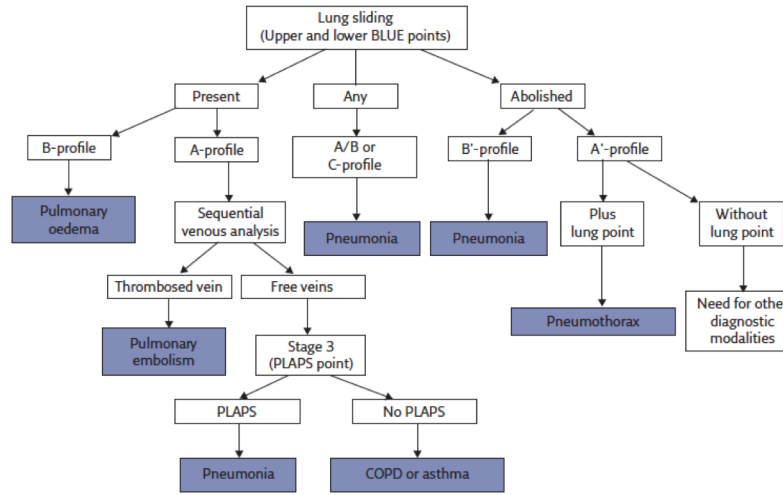 Lung sliding
(Upper and lower BLUE points)
Present
Any
Abolished
B-profile
A-profile
A/B or
C-profile
B'-profile
A'-profile
Pulmonary
oedema
Sequential
venous analysis
Pneumonia
Pneumonia
Plus
lung point
Without
lung point
Thrombosed vein
Free veins
Pneumothorax
Need for other
diagnostic
modalities
Pulmonary
embolism
Stage 3
(PLAPS point)
PLAPS
No PLAPS
Pneumonia
COPD or asthma